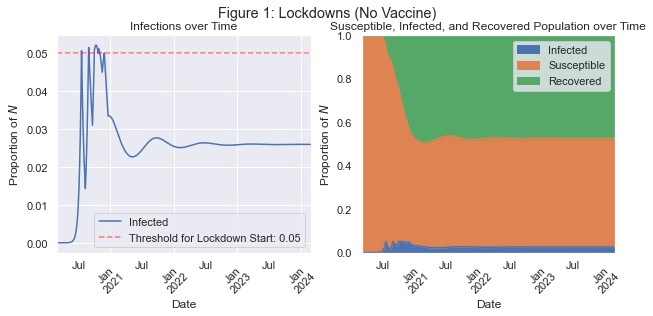 Figure 1: Lockdowns (No Vaccine)
Infections over Time
0.05
0.04
0.03
0.02
0.01
0.00
Proportion of N
Infected
Threshold for Lockdown Start: 0.05
Jul
Jan
2021
Jul
Jan
2022
Jul
Jan
2023
Jul
Jan
2024
Date
Susceptible, Infected, and Recovered Population over Time
1.0
0.8
0.6
0.4
0.2
0.0
Proportion of N
Infected
Susceptible
Recovered
Jul
Jan
2021
Jul
Jan
2022
Jul
Jan
2023
Jul
Jan
2024
Date